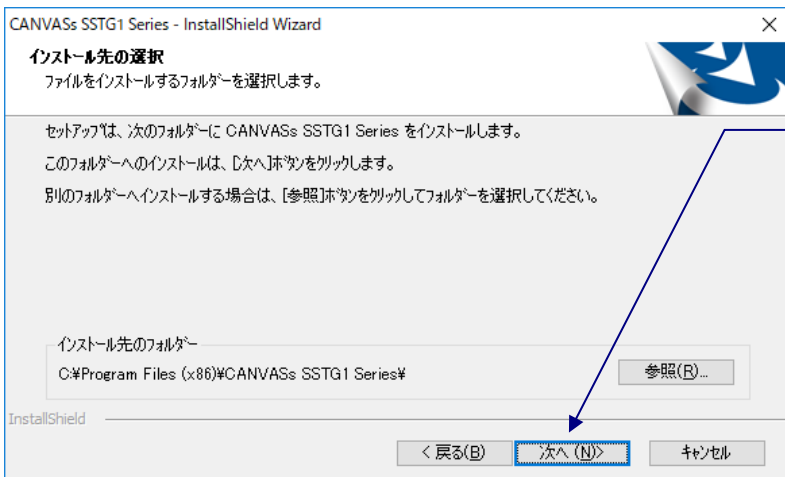 CANVASs SSTG1 Series - InstallShield Wizard
インストール先の選択
ファイルをインストールするフォルダーを選択します。
セットアップは、次のフォルダーに CANVASs SSTG1 Series をインストールします。
このフォルダーへのインストールは、[次へ]ボタンをクリックします。
別のフォルダーへインストールする場合は、[参照]ボタンをクリックしてフォルダーを選択してください。
インストール先のフォルダー
C:¥Program Files (x86)¥CANVASs SSTG1 Series¥
参照(R)...
InstallShield
< 戻る(B)
次へ (N)>
キャンセル